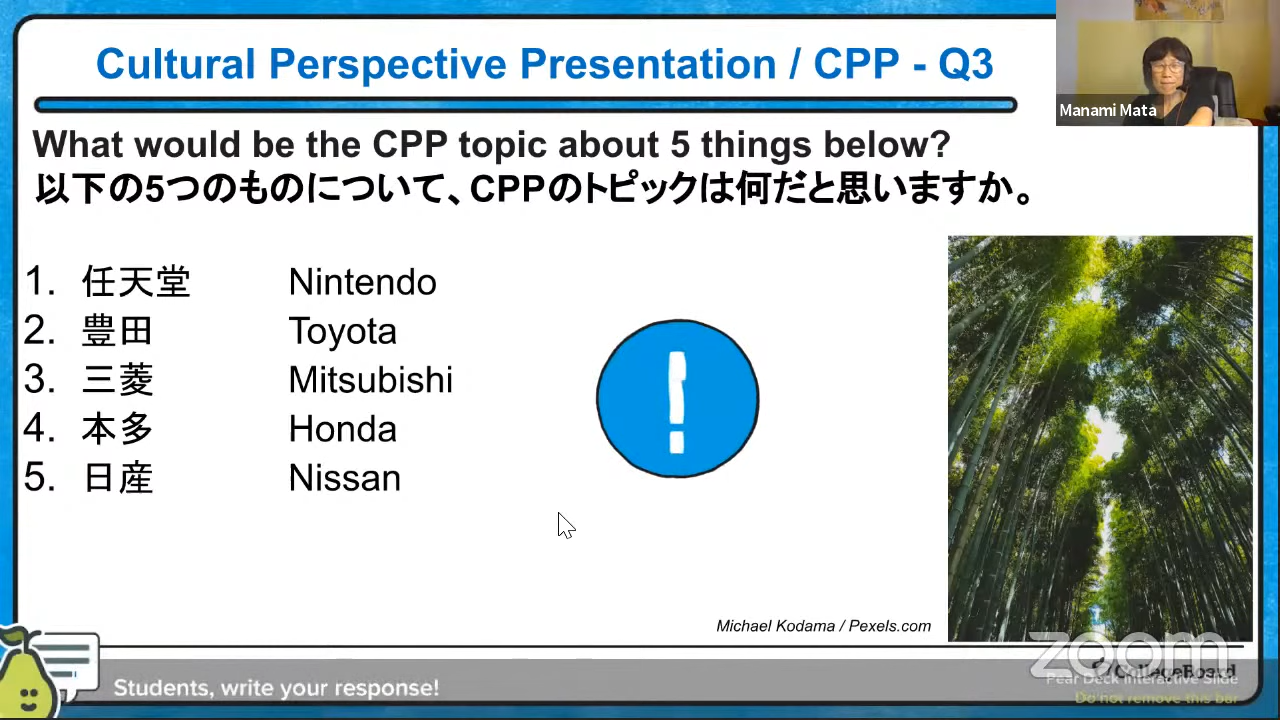 Cultural Perspective Presentation / CPP - Q3
Manami Mata
What would be the CPP topic about 5 things below?
以下の5つのものについて、CPPのトピックは何だと思いますか。
1. 任天堂 Nintendo
2. 豊田 Toyota
3. 三菱 Mitsubishi
4. 本多 Honda
5. 日産 Nissan
Michael Kodama / Pexels.com
zoom
CollegeBoard
Students, write your response!
Pear Deck Interactive Slide
Do not remove this bar